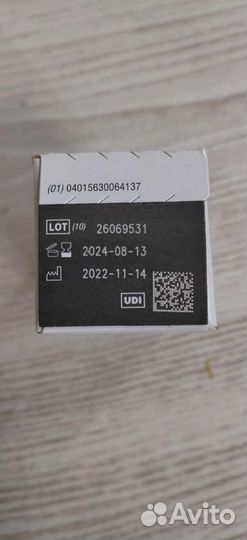 (01) 04015630064137
LOT (10) 26069531
2024-08-13
2022-11-14
UDI
Avito